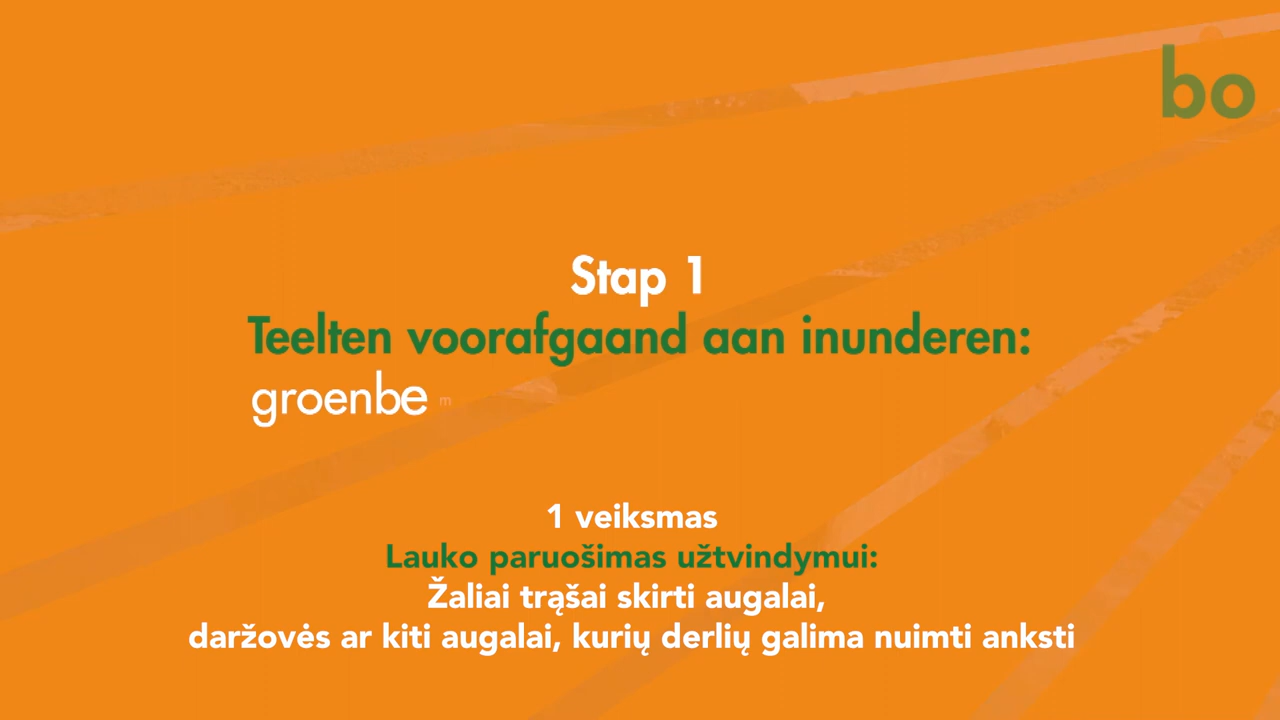 bo
Stap 1
Teelten voorafgaand aan inunderen:
groenbe m
1 veiksmas
Lauko paruošimas užtvindymui:
Žaliai trąšai skirti augalai,
daržovės ar kiti augalai, kurių derlių galima nuimti anksti